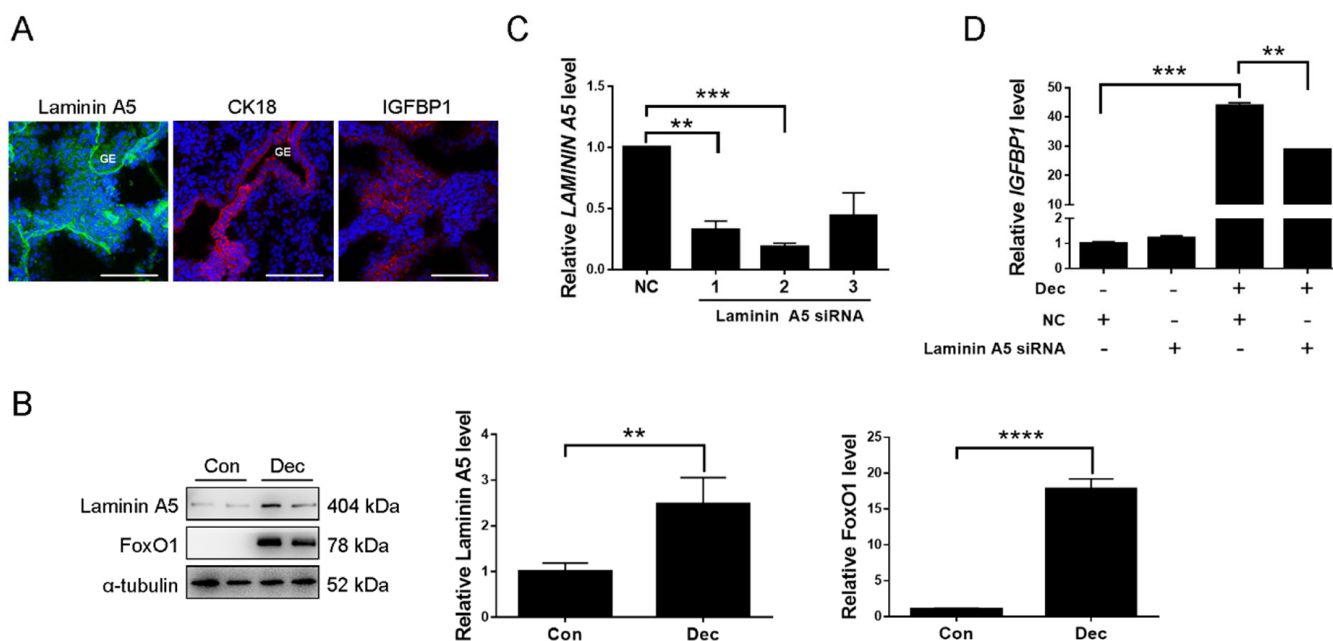 A
Laminin A5 CK18 IGFBP1
GE GE
C
Relative LAMININ A5 level
1.5
1.0
0.5
0.0
***
**
NC 1 2 3
Laminin A5 siRNA
D
Relative IGFBP1 level
50
40
30
20
10
2
1
0
***
**
Dec - - + +
NC + - + -
Laminin A5 siRNA - + - +
B
Con Dec
Laminin A5 404 kDa
FoxO1 78 kDa
α-tubulin 52 kDa
Relative Laminin A5 level
4
3
2
1
0
**
Con Dec
Relative FoxO1 level
25
20
15
10
5
0
****
Con Dec